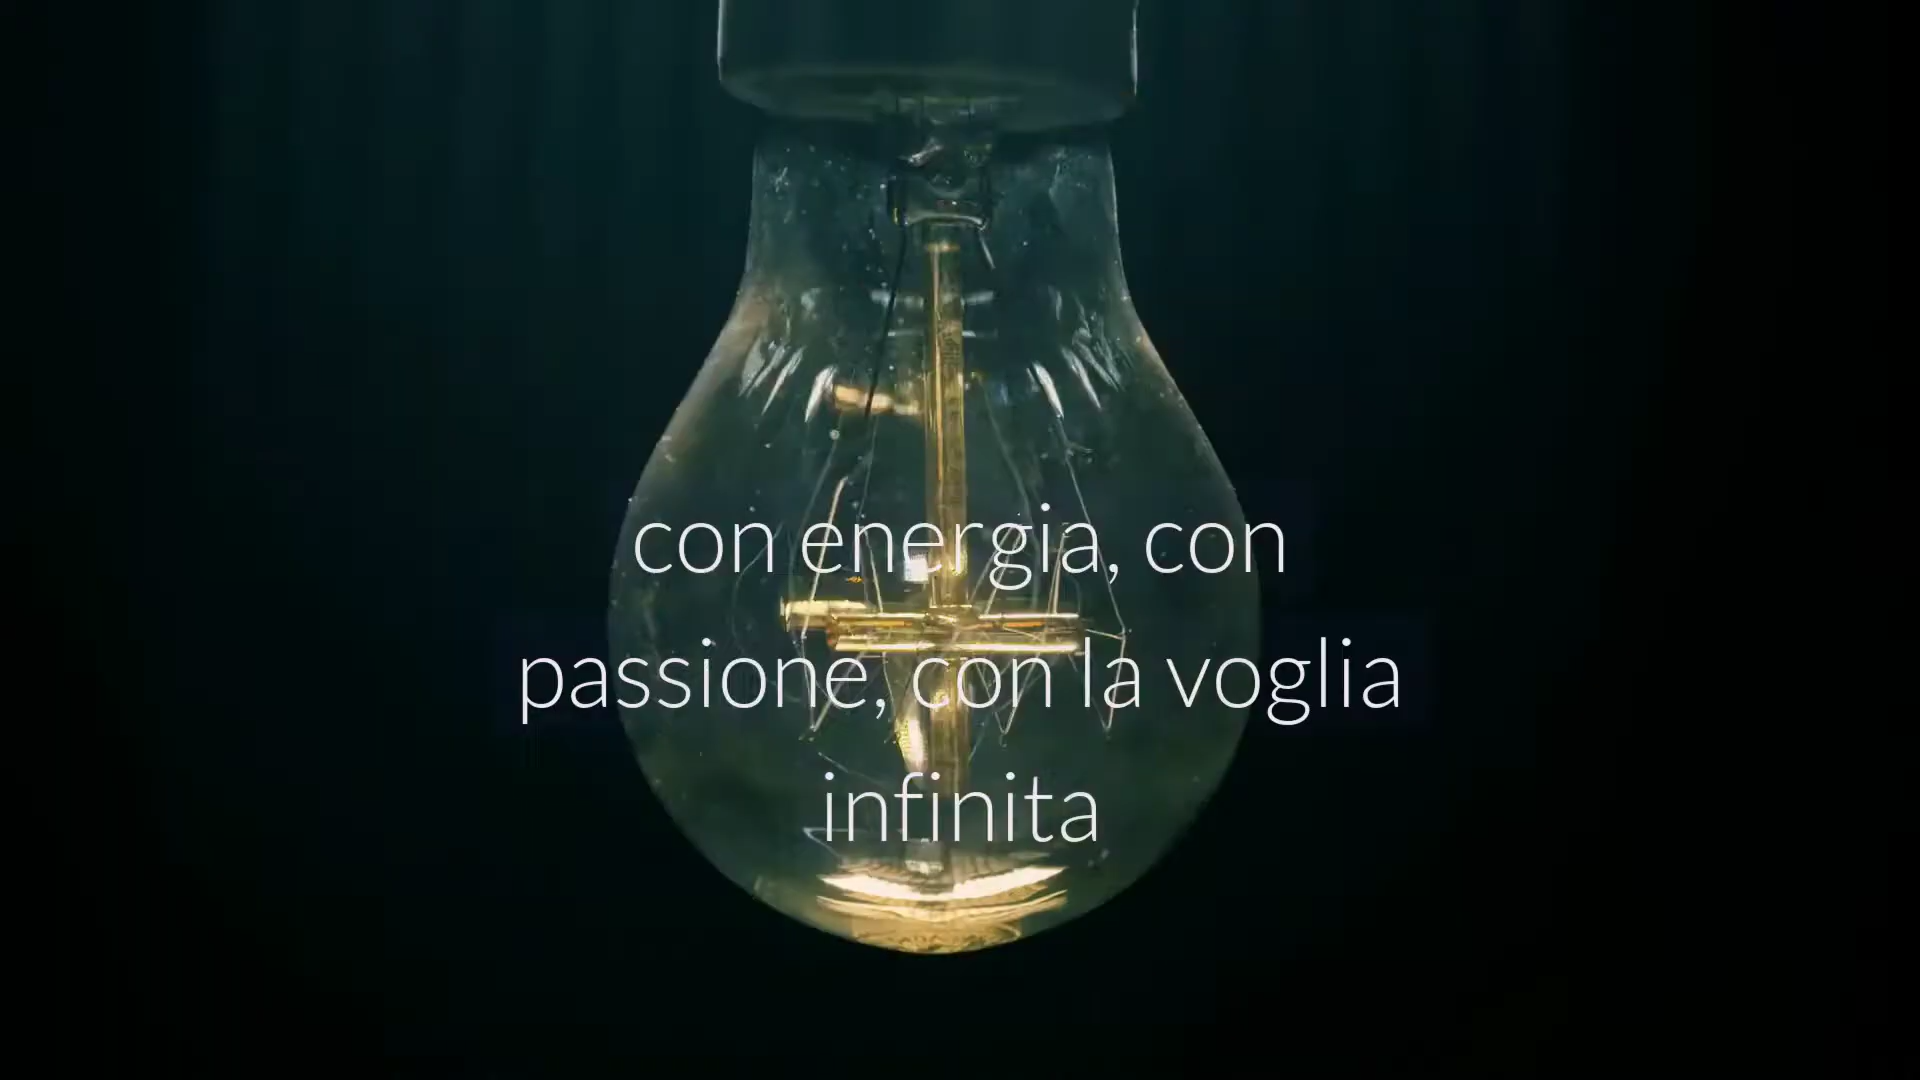 con energia, con
passione, con la voglia
infinita